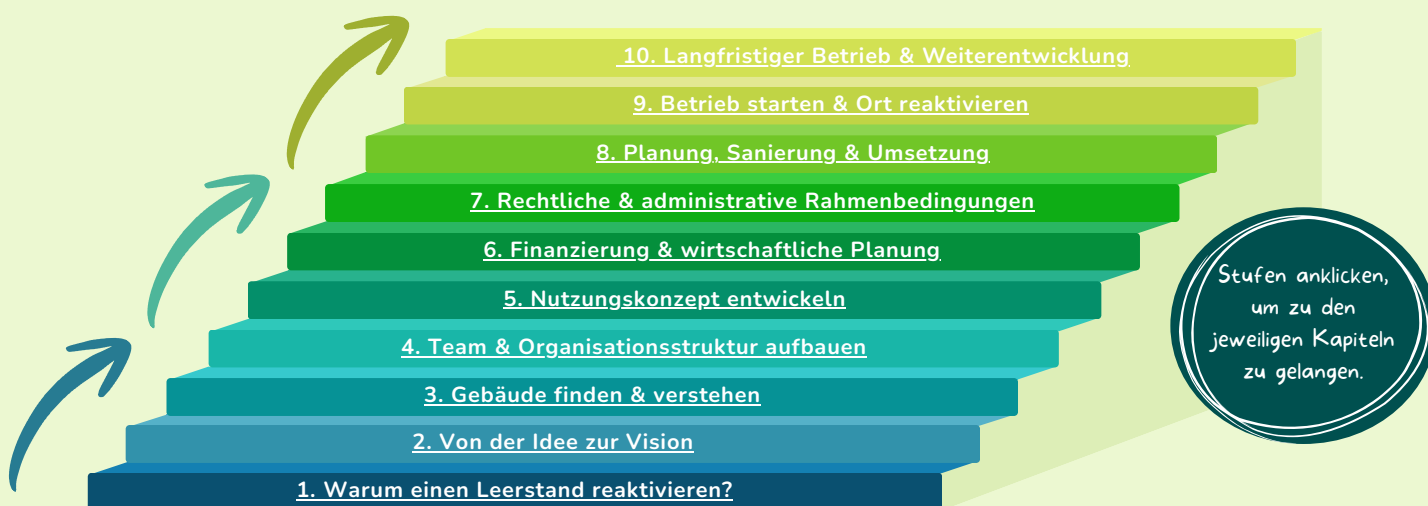 10. Langfristiger Betrieb & Weiterentwicklung
9. Betrieb starten & Ort reaktivieren
8. Planung, Sanierung & Umsetzung
7. Rechtliche & administrative Rahmenbedingungen
6. Finanzierung & wirtschaftliche Planung
5. Nutzungskonzept entwickeln
4. Team & Organisationsstruktur aufbauen
3. Gebäude finden & verstehen
2. Von der Idee zur Vision
1. Warum einen Leerstand reaktivieren?
Stufen anklicken,
um zu den
jeweiligen Kapiteln
zu gelangen.